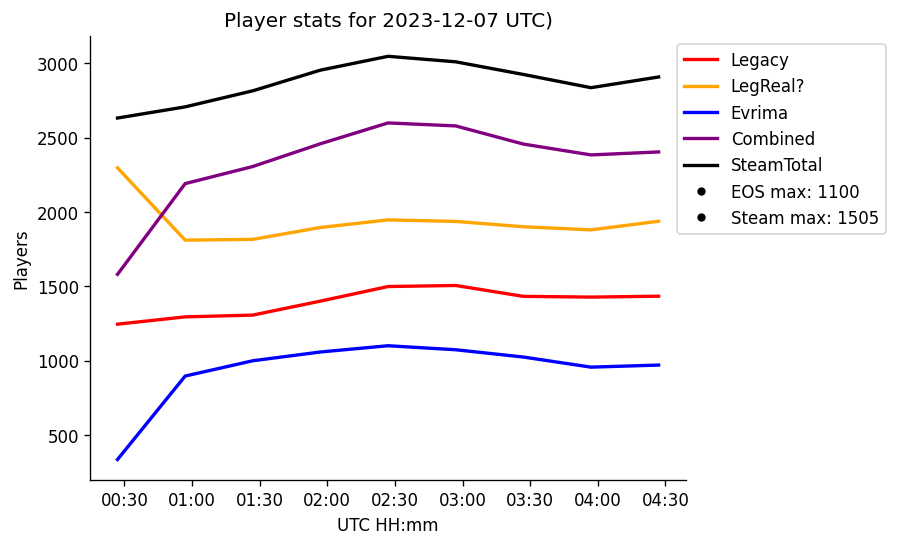 Player stats for 2023-12-07 UTC)
Players
3000
2500
2000
1500
1000
500
00:30 01:00 01:30 02:00 02:30 03:00 03:30 04:00 04:30
UTC HH:mm
Legacy
LegReal?
Evrima
Combined
SteamTotal
EOS max: 1100
Steam max: 1505